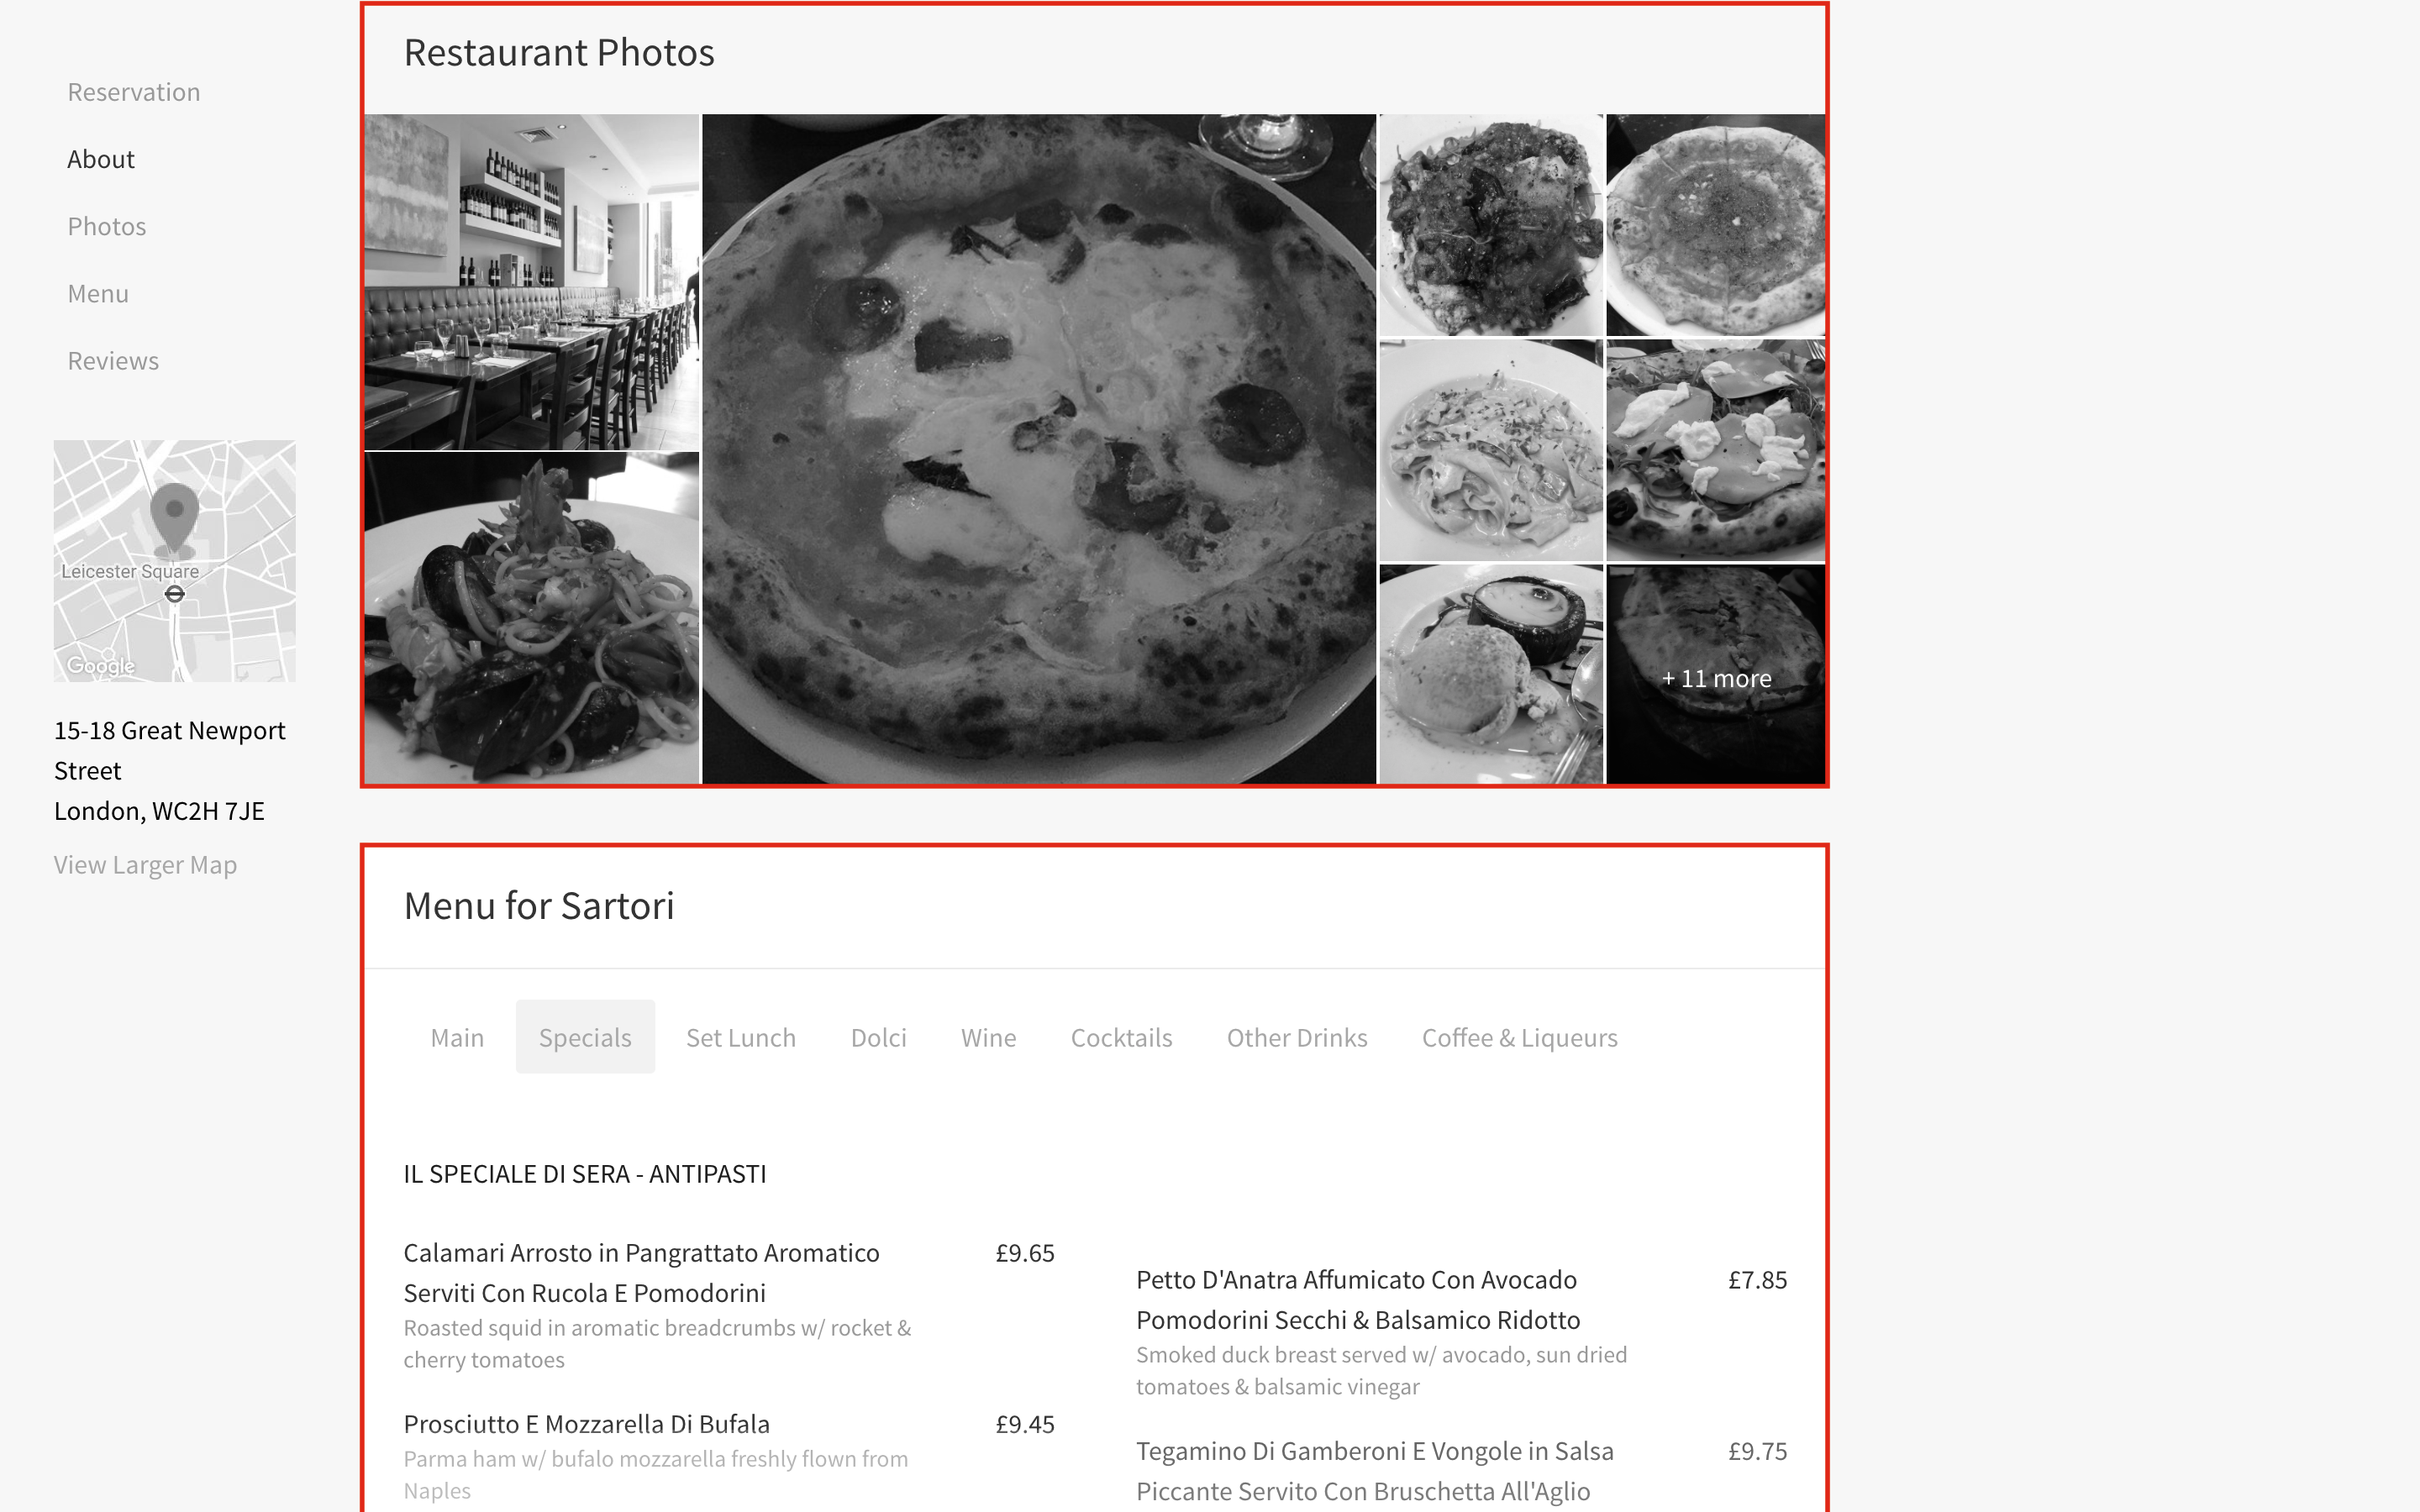 Reservation
About
Photos
Menu
Reviews
Leicester Square
Google
15-18 Great Newport
Street
London, WC2H 7JE
View Larger Map
Restaurant Photos
+ 11 more
Menu for Sartori
Main Specials Set Lunch Dolci Wine Cocktails Other Drinks Coffee & Liqueurs
IL SPECIALE DI SERA - ANTIPASTI
Calamari Arrosto in Pangrattato Aromatico £9.65
Serviti Con Rucola E Pomodorini
Roasted squid in aromatic breadcrumbs w/ rocket &
cherry tomatoes
Prosciutto E Mozzarella Di Bufala £9.45
Parma ham w/ bufalo mozzarella freshly flown from
Naples
Petto D'Anatra Affumicato Con Avocado £7.85
Pomodorini Secchi & Balsamico Ridotto
Smoked duck breast served w/ avocado, sun dried
tomatoes & balsamic vinegar
Tegamino Di Gamberoni E Vongole in Salsa £9.75
Piccante Servito Con Bruschetta All'Aglio